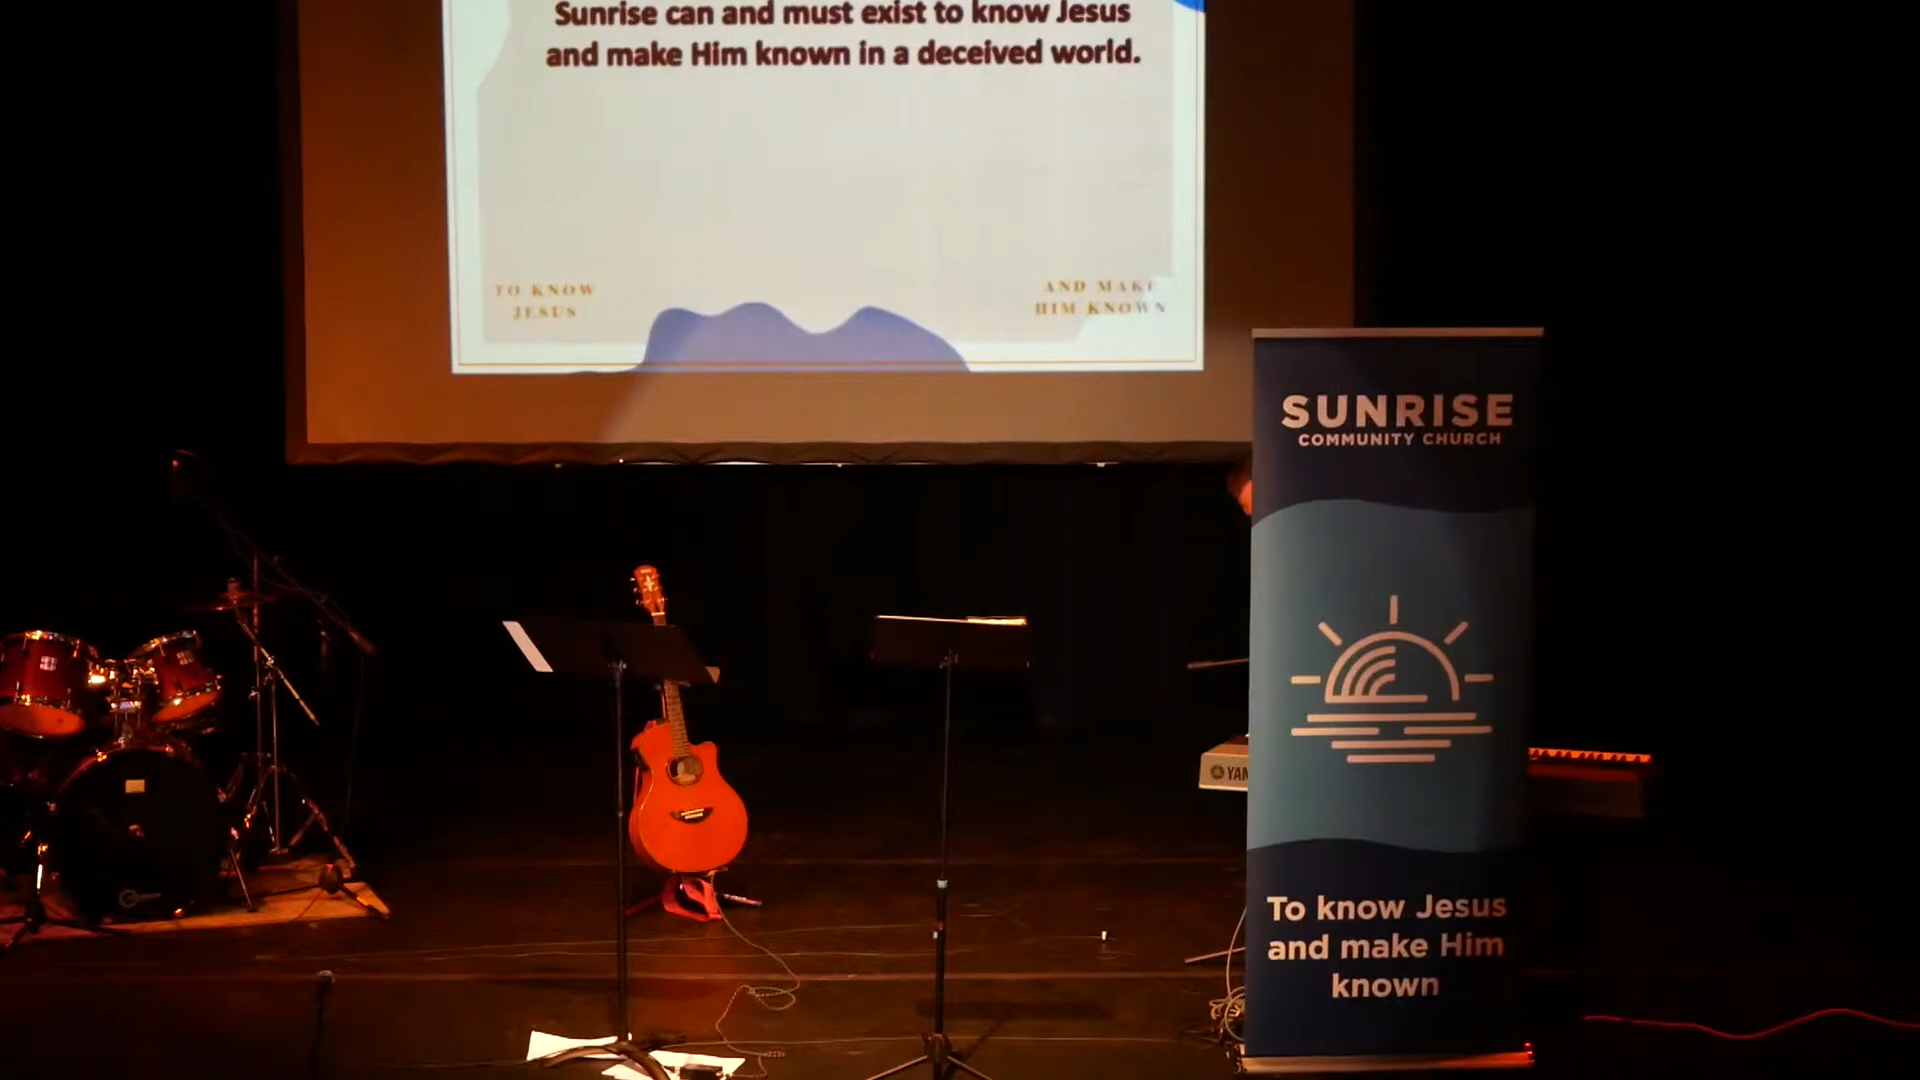 Sunrise can and must exist to know Jesus
and make Him known in a deceived world.
TO KNOW
JESUS
AND MAKE
HIM KNOWN
SUNRISE
COMMUNITY CHURCH
YAM
To know Jesus
and make Him
known